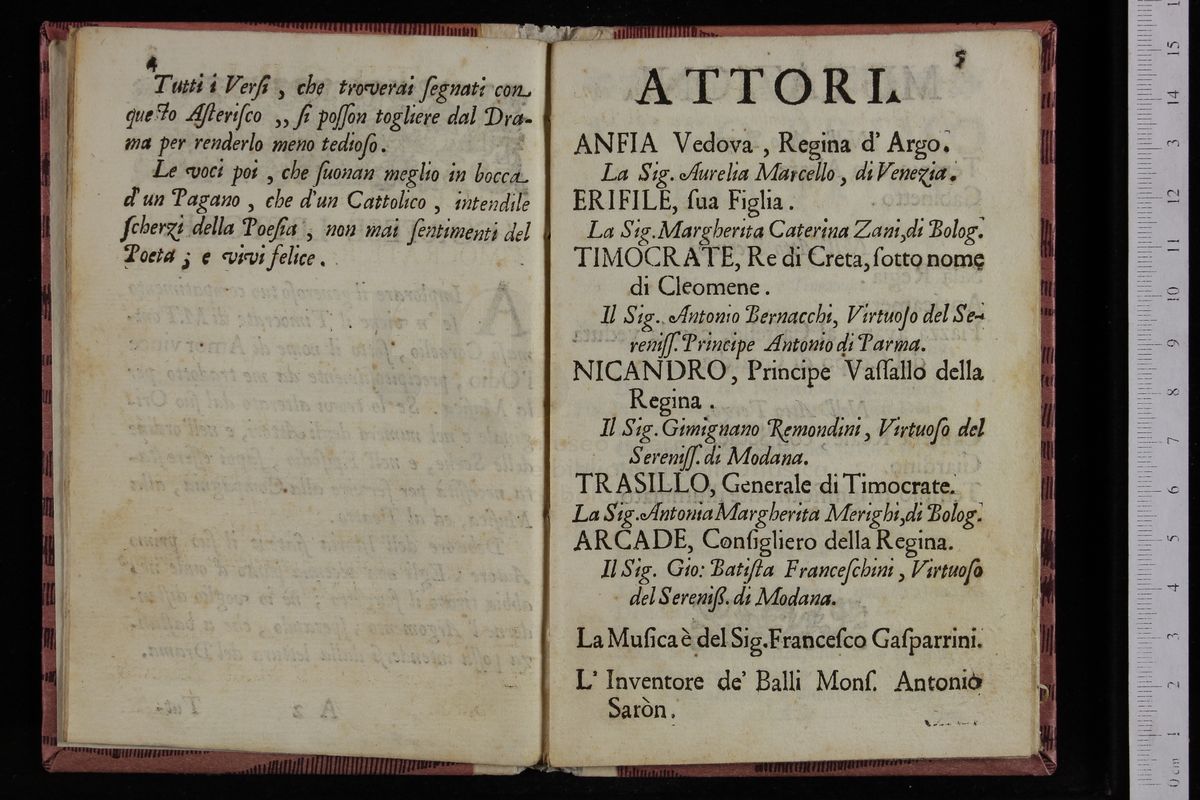 4
Tutti i Verſi , che troverai ſegnati con
queſto Aſteriſco ,, ſi poſſon togliere dal Dra-
ma per renderlo meno tedioſo .
Le voci poi , che ſuonan meglio in bocca
d'un Pagano , che d'un Cattolico , intendile
ſcherzi della Poeſia , non mai ſentimenti del
Poeta ; e vivi felice .
5
ATTORI.
ANFIA Vedova , Regina d' Argo.
La Sig. Aurelia Marcello , di Venezia.
ERIFILE, ſua Figlia .
La Sig. Margherita Caterina Zani,di Bolog.
TIMOCRATE, Re di Creta, ſotto nome
di Cleomene .
Il Sig. Antonio Bernacchi, Virtuoſo del Se-
reniſſ. Principe Antonio di Parma.
NICANDRO , Principe Vaſſallo della
Regina .
Il Sig. Gimignano Remondini , Virtuoſo del
Sereniſſ. di Modana.
TRASILLO, Generale di Timocrate.
La Sig. Antonia Margherita Merighi,di Bolog.
ARCADE, Conſigliero della Regina.
Il Sig. Gio: Batiſta Franceſchini , Virtuoſo
del Sereniß. di Modana.
La Muſica è del Sig. Franceſco Gaſparrini.
L' Inventore de' Balli Monſ. Antonio
Saròn.